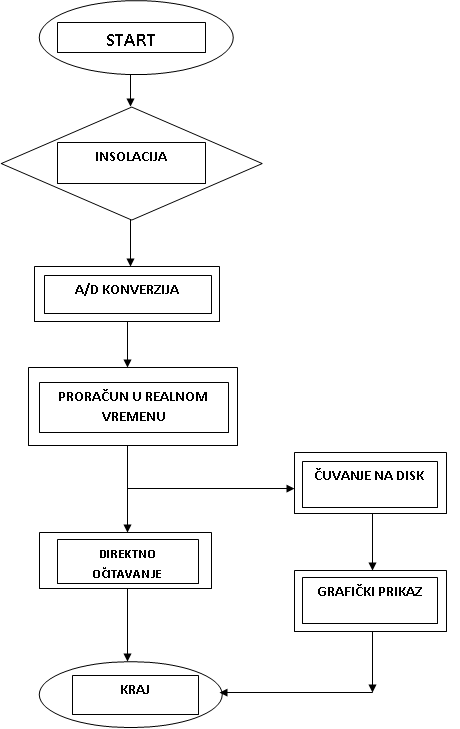 START
INSOLACIJA
A/D KONVERZIJA
PRORAČUN U REALNOM
VREMENU
ČUVANJE NA DISK
DIREKTNO
OČITAVANJE
GRAFIČKI PRIKAZ
KRAJ